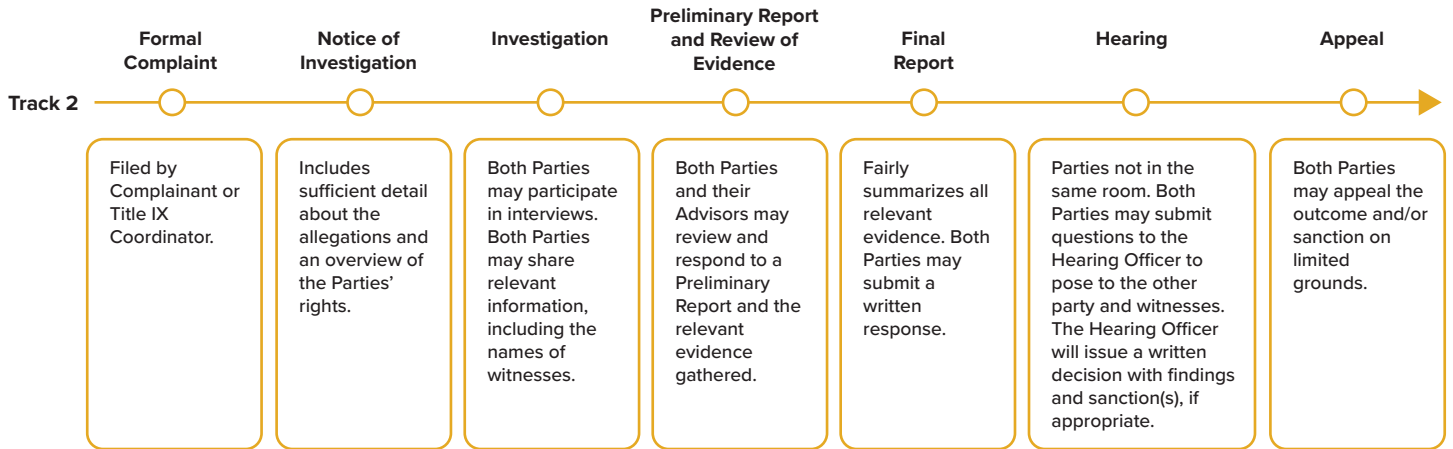 Formal
Complaint
Notice of
Investigation
Investigation
Preliminary Report
and Review of
Evidence
Final
Report
Hearing
Appeal
Track 2
Filed by
Complainant or
Title IX
Coordinator.
Includes
sufficient detail
about the
allegations and
an overview of
the Parties’
rights.
Both Parties
may participate
in interviews.
Both Parties
may share
relevant
information,
including the
names of
witnesses.
Both Parties
and their
Advisors may
review and
respond to a
Preliminary
Report and the
relevant
evidence
gathered.
Fairly
summarizes all
relevant
evidence. Both
Parties may
submit a
written
response.
Parties not in the
same room. Both
Parties may submit
questions to the
Hearing Officer to
pose to the other
party and witnesses.
The Hearing Officer
will issue a written
decision with findings
and sanction(s), if
appropriate.
Both Parties
may appeal the
outcome and/or
sanction on
limited
grounds.